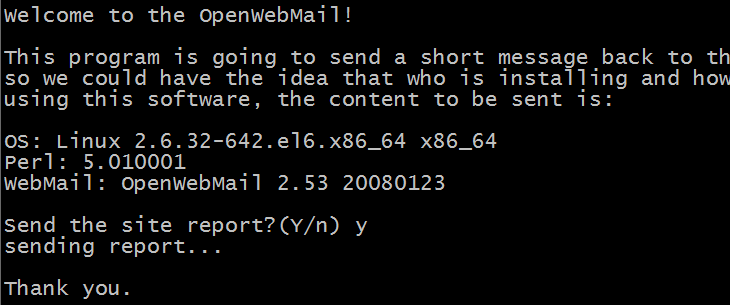 Welcome to the OpenWebMail!
This program is going to send a short message back to th
so we could have the idea that who is installing and how
using this software, the content to be sent is:
OS: Linux 2.6.32-642.el6.x86_64 x86_64
Perl: 5.010001
WebMail: OpenWebMail 2.53 20080123
Send the site report?(Y/n) y
sending report...
Thank you.